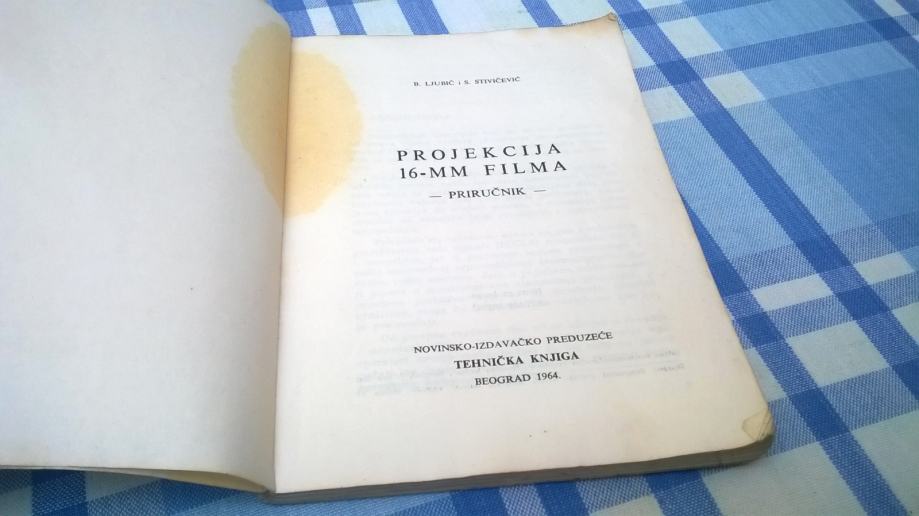 B. LJUBIĆ i S. STIVIČEVIĆ
PROJEKCIJA
16-MM FILMA
— PRIRUČNIK —
NOVINSKO-IZDAVAČKO PREDUZEĆE
TEHNIČKA KNJIGA
BEOGRAD 1964.